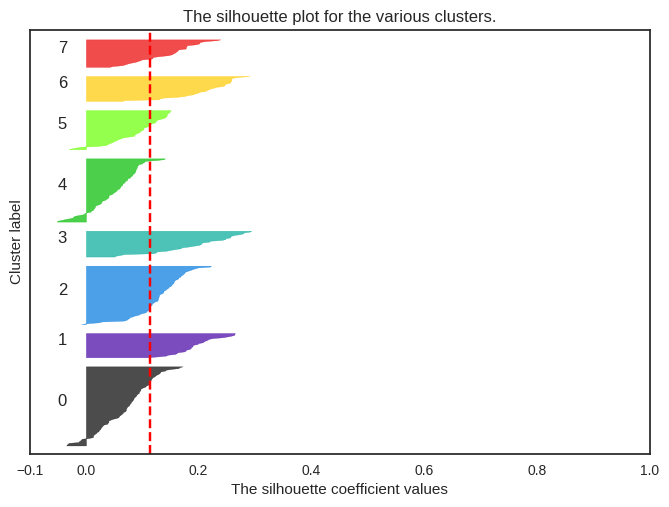 The silhouette plot for the various clusters.
7
6
5
4
3
2
1
0
Cluster label
−0.1 0.0 0.2 0.4 0.6 0.8 1.0
The silhouette coefficient values